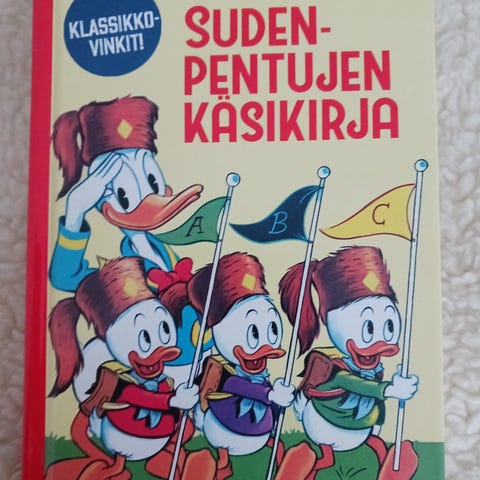 KLASSIKKO-
VINKIT!
SUDEN-
PENTUJEN
KÄSIKIRJA
A
B
C